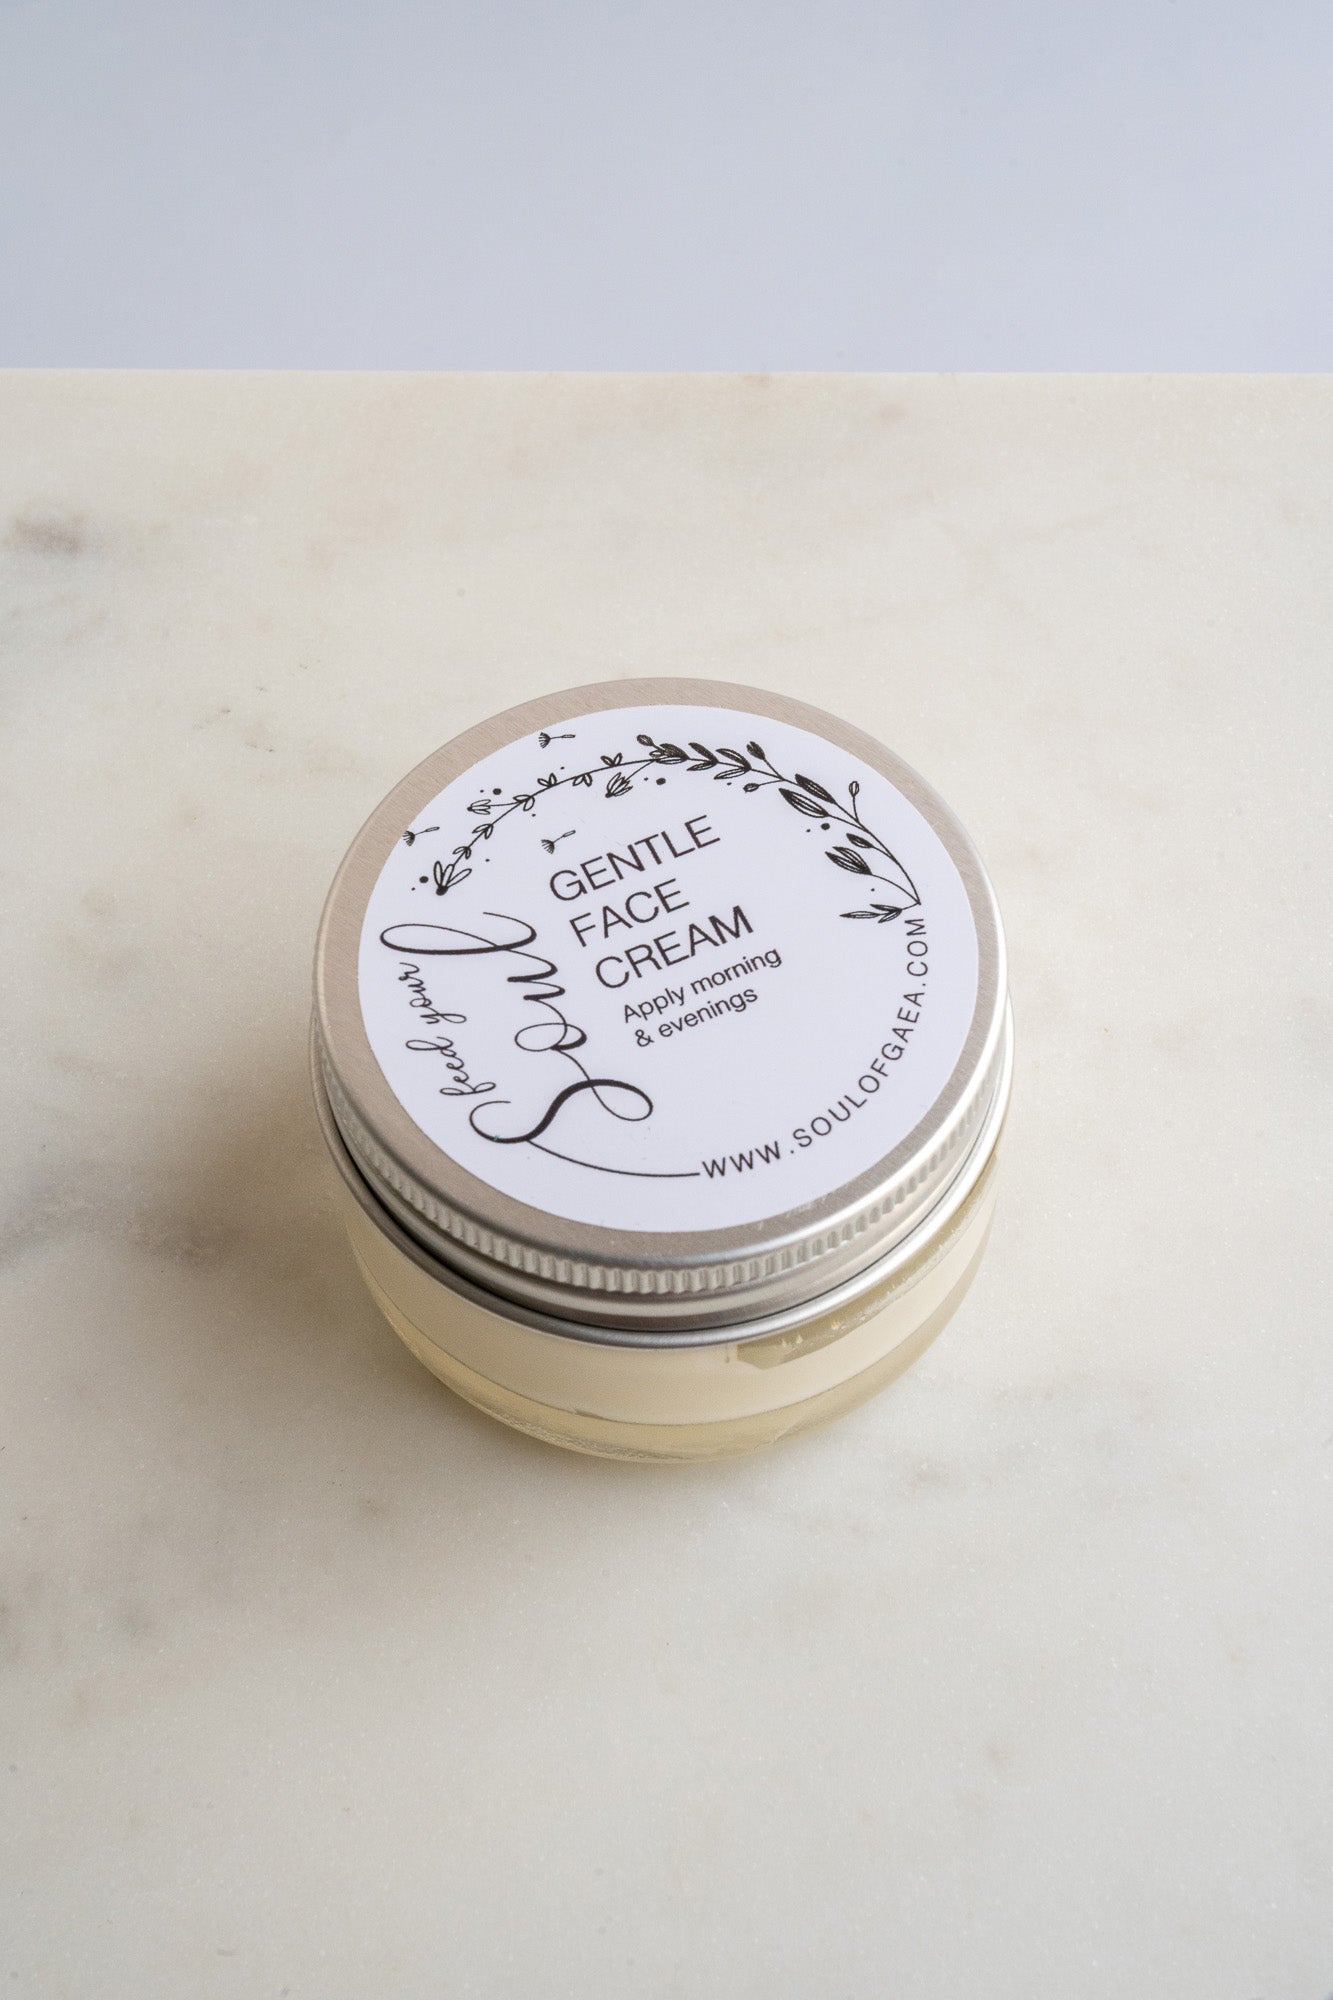 GENTLE
FACE
CREAM
Apply morning
& evenings
feed your
Soul
WWW.SOULOFGAEA.COM